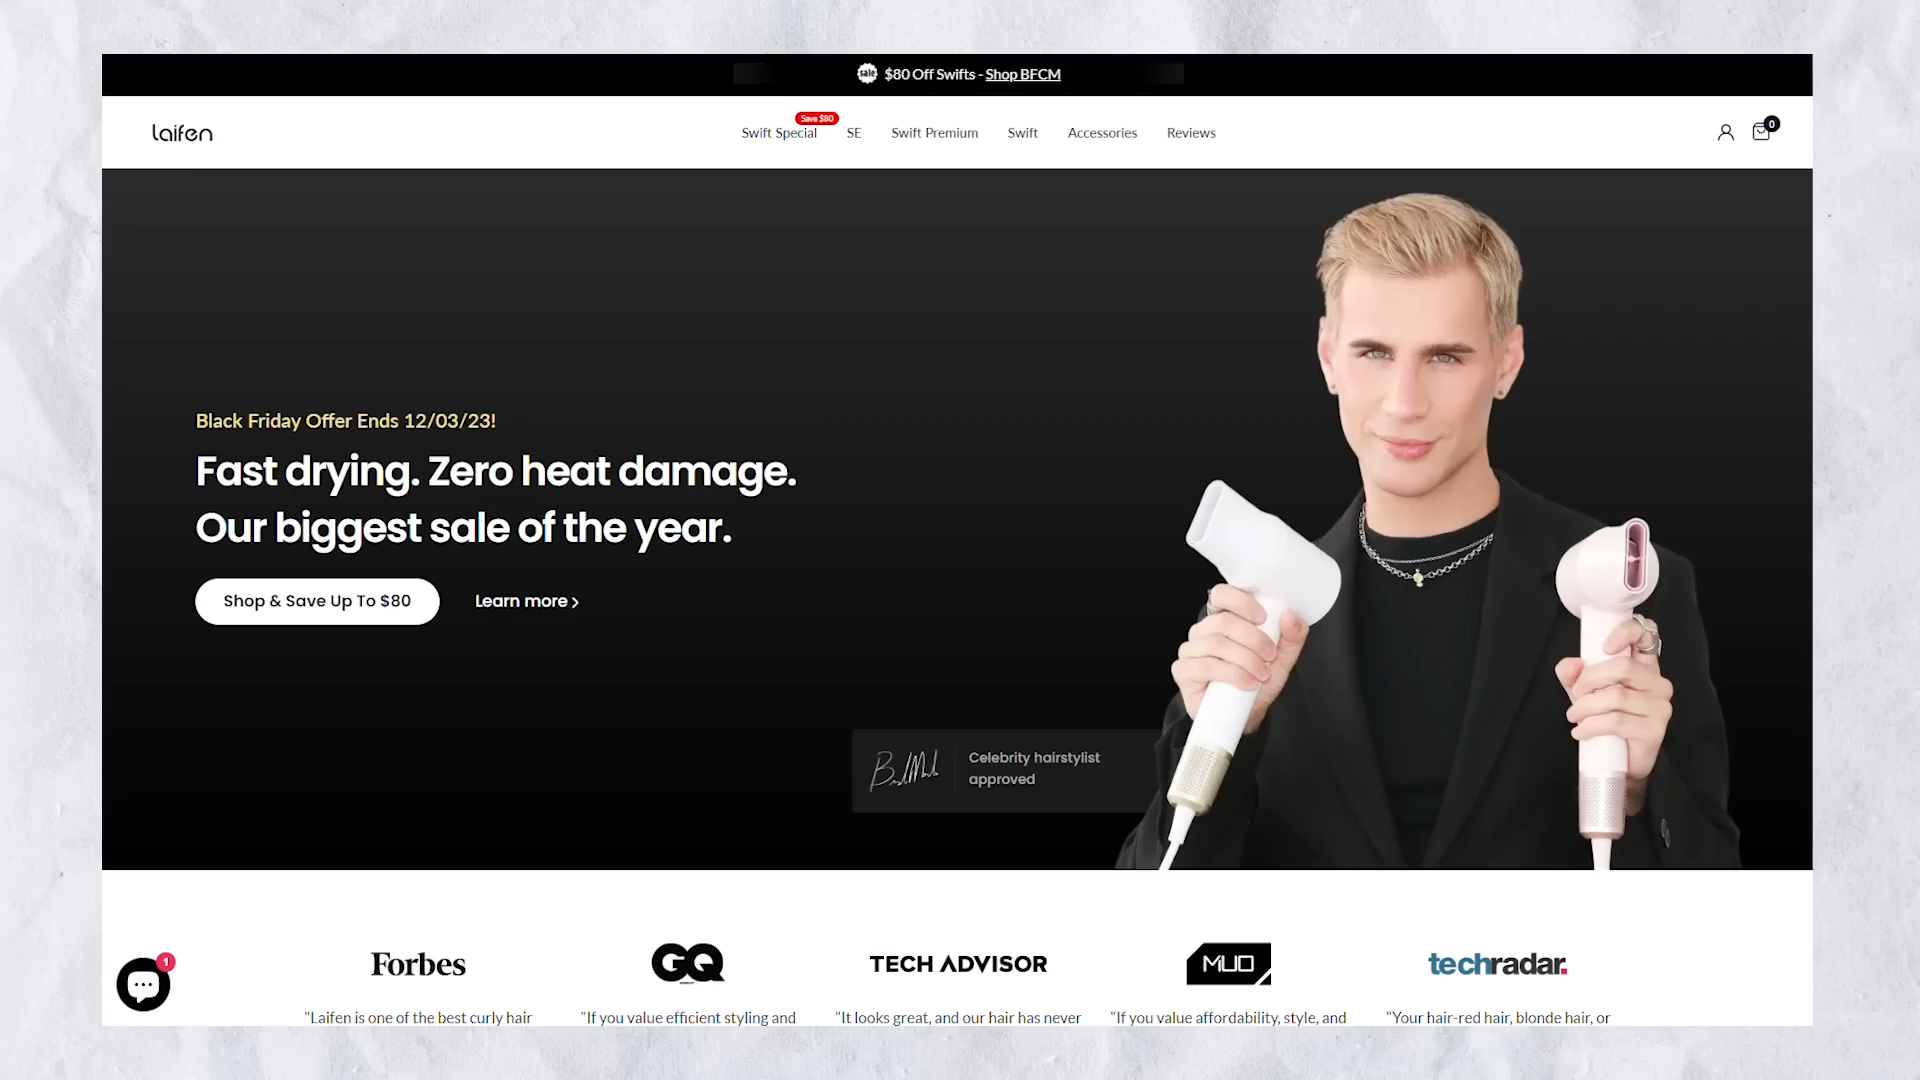 sale $80 Off Swifts - Shop BFCM
laifen
Save $80
Swift Special SE Swift Premium Swift Accessories Reviews
0
Black Friday Offer Ends 12/03/23!
Fast drying. Zero heat damage.
Our biggest sale of the year.
Shop & Save Up To $80 Learn more
Celebrity hairstylist
approved
1
Forbes GQ TECH ADVISOR MUO techradar.
"Laifen is one of the best curly hair
"If you value efficient styling and
"It looks great, and our hair has never
"If you value affordability, style, and
"Your hair-red hair, blonde hair, or